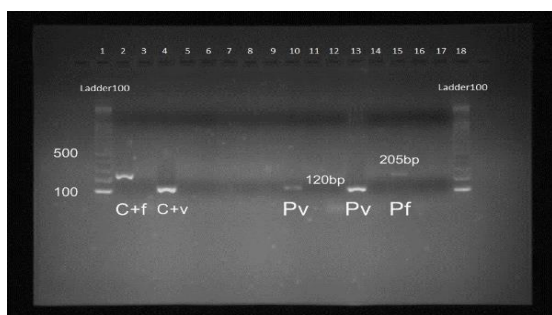 1 2 3 4 5 6 7 8 9 10 11 12 13 14 15 16 17 18
Ladder100 Ladder100
500 205bp
100 120bp
C+f C+v Pv Pv Pf